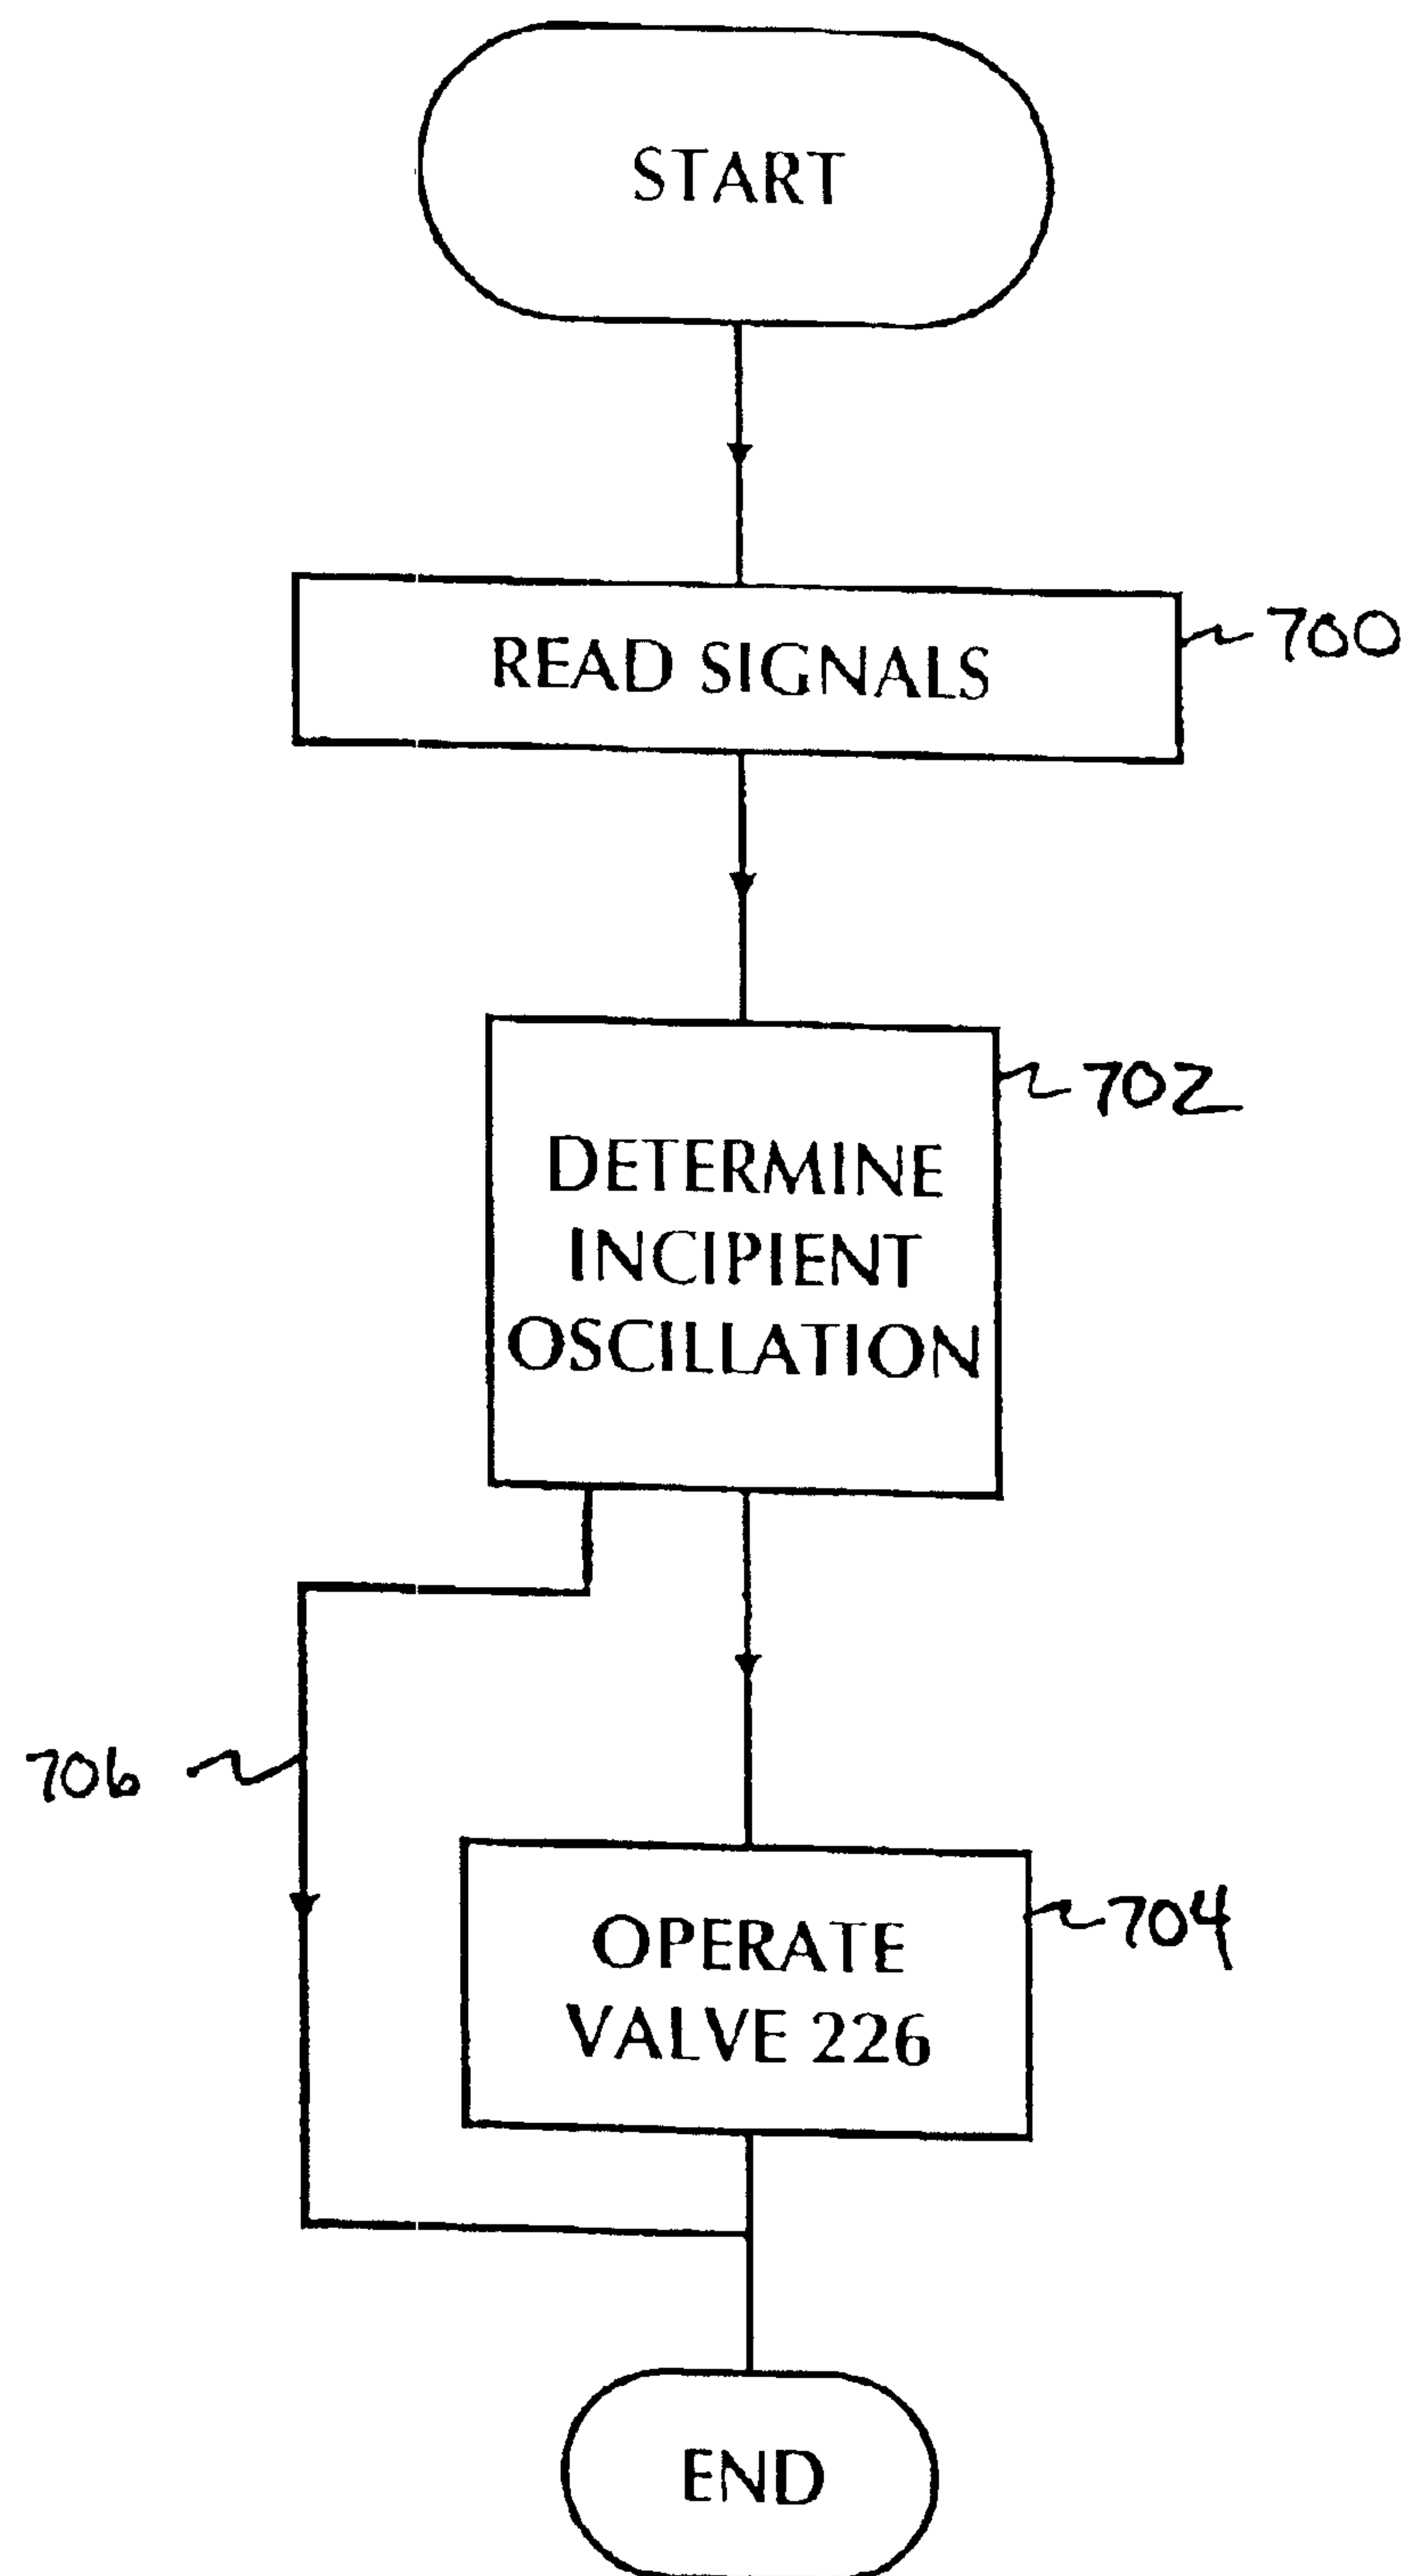 START
READ SIGNALS
700
702
DETERMINE
INCIPIENT
OSCILLATION
706
704
OPERATE
VALVE 226
END